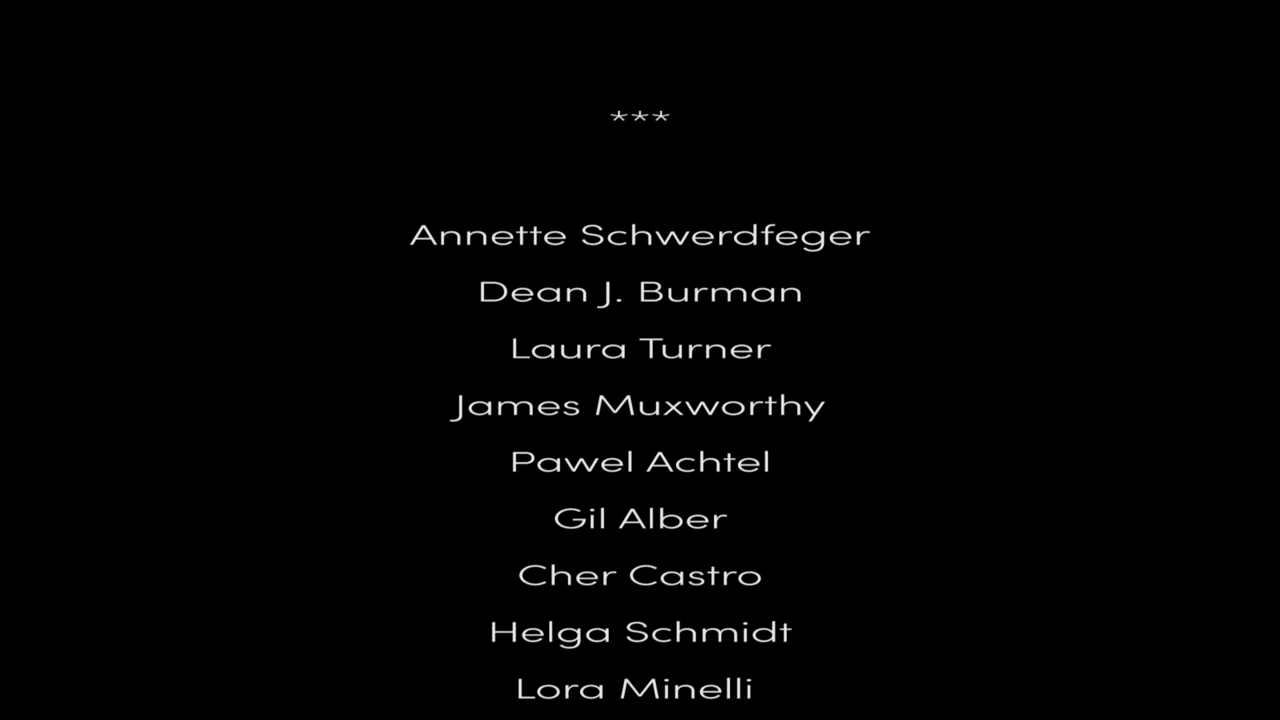 ***
Annette Schwerdfeger
Dean J. Burman
Laura Turner
James Muxworthy
Pawel Achtel
Gil Alber
Cher Castro
Helga Schmidt
Lora Minelli